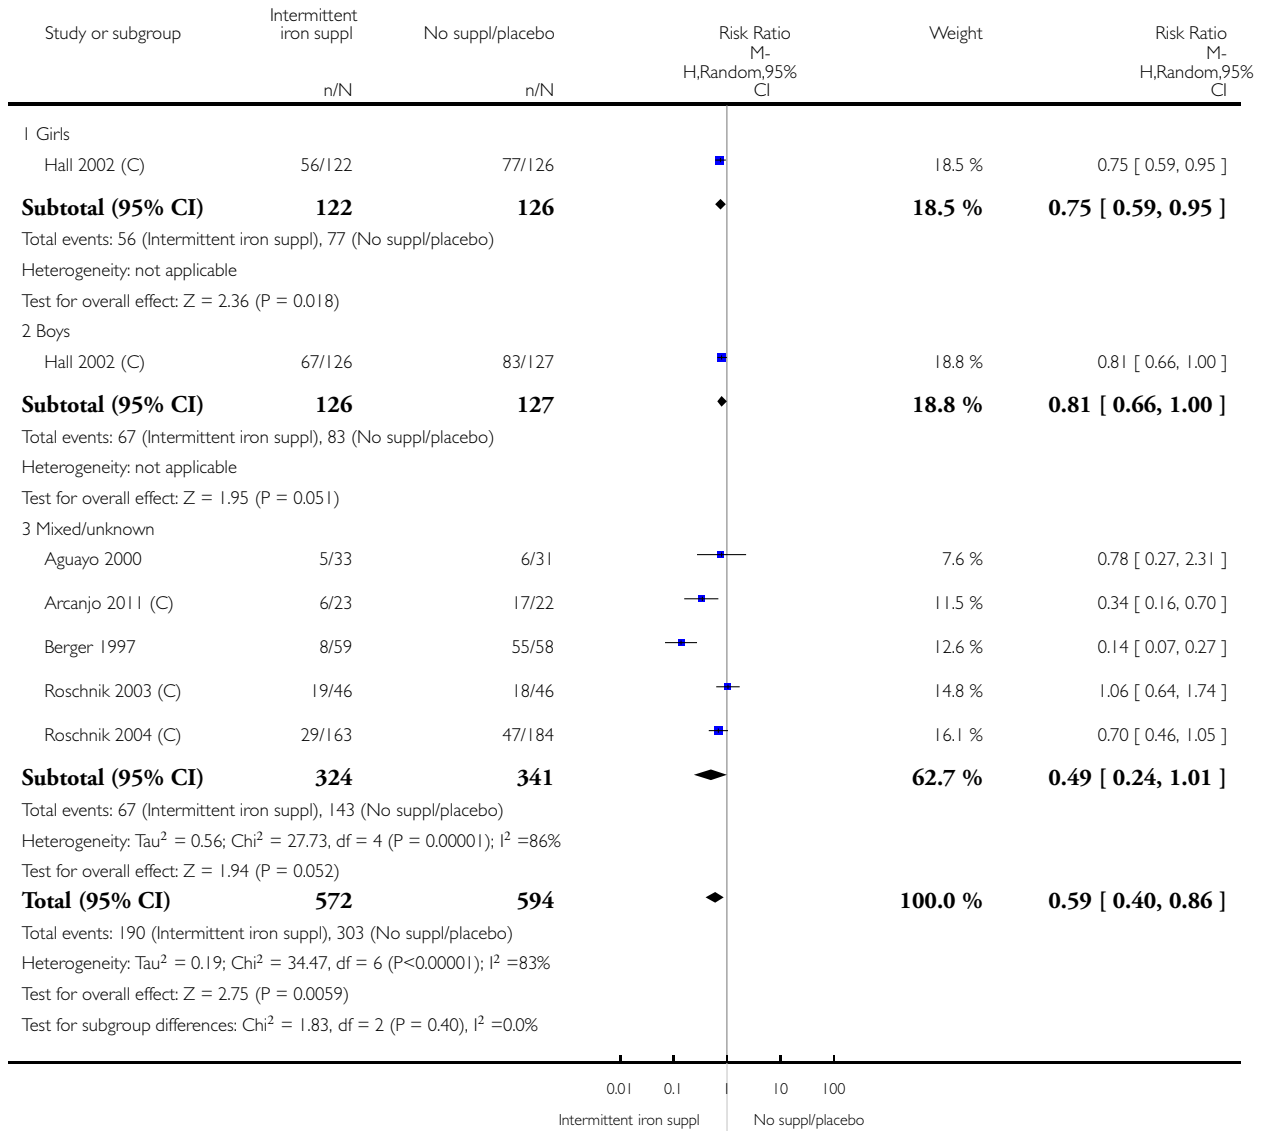 Intermittent
Study or subgroup iron suppl No suppl/placebo Risk Ratio Weight Risk Ratio
M- M-
H,Random,95% H,Random,95%
n/N n/N CI CI
1 Girls
Hall 2002 (C) 56/122 77/126 18.5 % 0.75 [ 0.59, 0.95 ]
Subtotal (95% CI) 122 126 18.5 % 0.75 [ 0.59, 0.95 ]
Total events: 56 (Intermittent iron suppl), 77 (No suppl/placebo)
Heterogeneity: not applicable
Test for overall effect: Z = 2.36 (P = 0.018)
2 Boys
Hall 2002 (C) 67/126 83/127 18.8 % 0.81 [ 0.66, 1.00 ]
Subtotal (95% CI) 126 127 18.8 % 0.81 [ 0.66, 1.00 ]
Total events: 67 (Intermittent iron suppl), 83 (No suppl/placebo)
Heterogeneity: not applicable
Test for overall effect: Z = 1.95 (P = 0.051)
3 Mixed/unknown
Aguayo 2000 5/33 6/31 7.6 % 0.78 [ 0.27, 2.31 ]
Arcanjo 2011 (C) 6/23 17/22 11.5 % 0.34 [ 0.16, 0.70 ]
Berger 1997 8/59 55/58 12.6 % 0.14 [ 0.07, 0.27 ]
Roschnik 2003 (C) 19/46 18/46 14.8 % 1.06 [ 0.64, 1.74 ]
Roschnik 2004 (C) 29/163 47/184 16.1 % 0.70 [ 0.46, 1.05 ]
Subtotal (95% CI) 324 341 62.7 % 0.49 [ 0.24, 1.01 ]
Total events: 67 (Intermittent iron suppl), 143 (No suppl/placebo)
Heterogeneity: Tau² = 0.56; Chi² = 27.73, df = 4 (P = 0.00001); I² =86%
Test for overall effect: Z = 1.94 (P = 0.052)
Total (95% CI) 572 594 100.0 % 0.59 [ 0.40, 0.86 ]
Total events: 190 (Intermittent iron suppl), 303 (No suppl/placebo)
Heterogeneity: Tau² = 0.19; Chi² = 34.47, df = 6 (P<0.00001); I² =83%
Test for overall effect: Z = 2.75 (P = 0.0059)
Test for subgroup differences: Chi² = 1.83, df = 2 (P = 0.40), I² =0.0%
0.01 0.1 1 10 100
Intermittent iron suppl No suppl/placebo